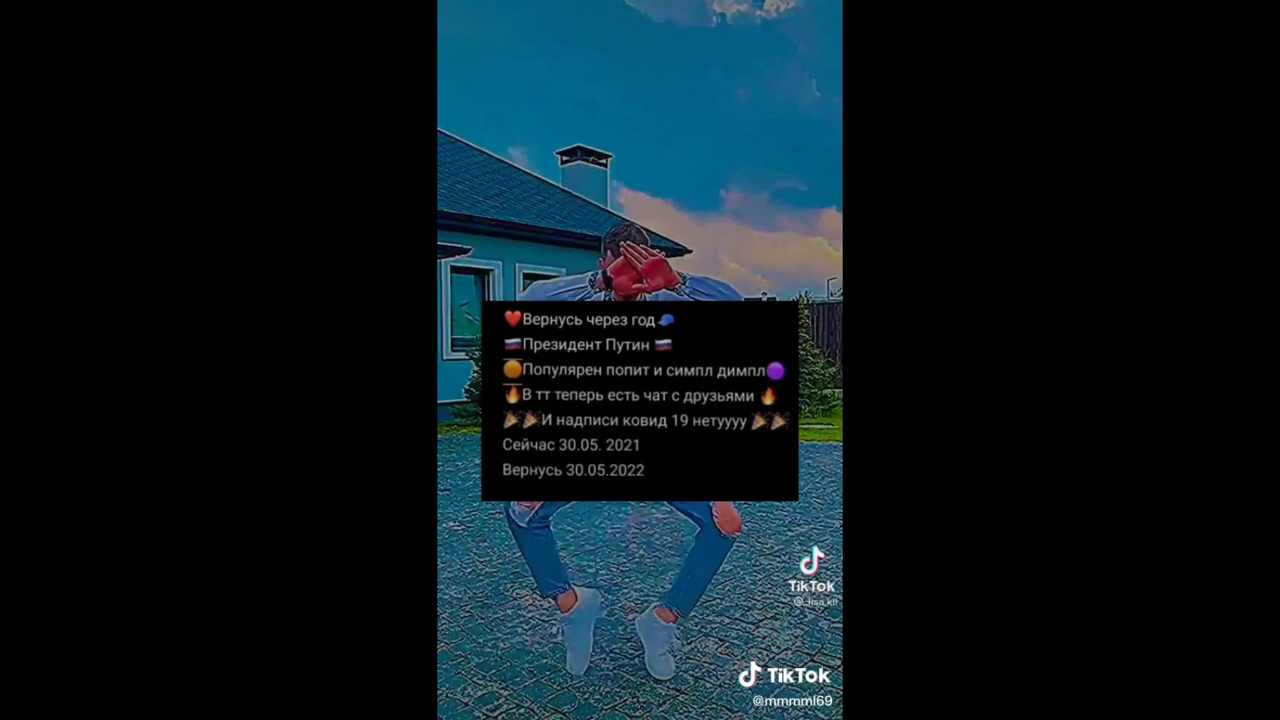 ❤️Вернусь через год🧢
🇷🇺Президент Путин 🇷🇺
🟠Популярен попит и симпл димпл🟣
🔥В тт теперь есть чат с друзьями 🔥
🎉🎉И надписи ковид 19 нетуууу 🎉🎉
Сейчас 30.05. 2021
Вернусь 30.05.2022
TikTok
TikTok
@mmmml69